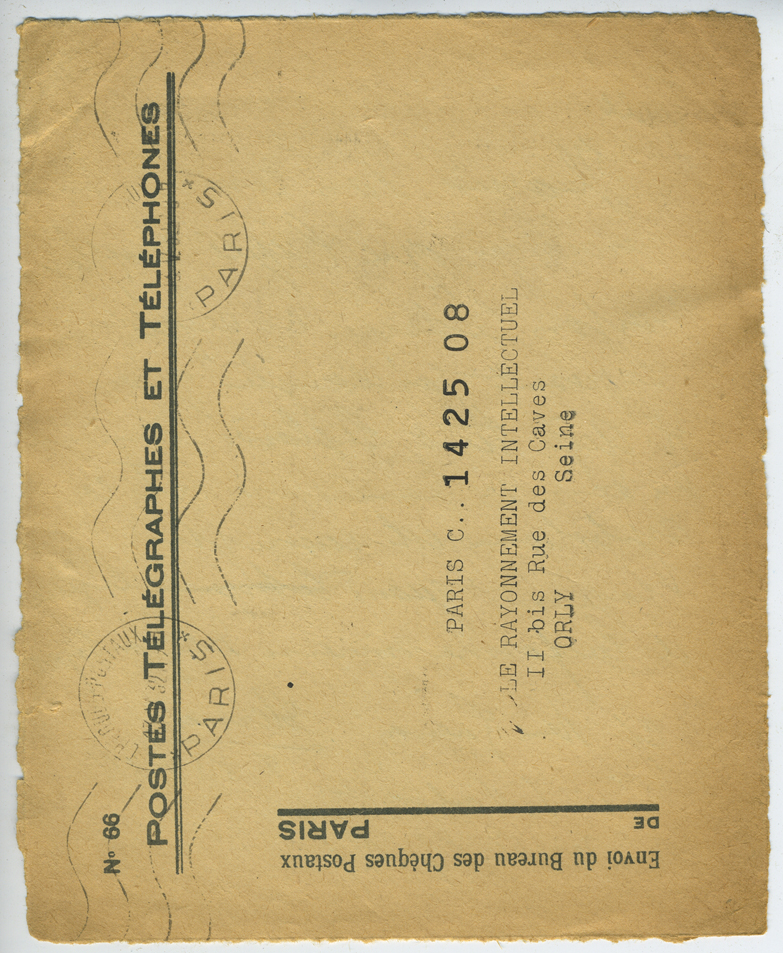 Nº 66
POSTES TÉLÉGRAPHES ET TÉLÉPHONES
PARIS
PARIS
PARIS C.. 1425 08
LE RAYONNEMENT INTELLECTUEL
II bis Rue des Caves
ORLY Seine
Envoi du Bureau des Chèques Postaux
DE PARIS